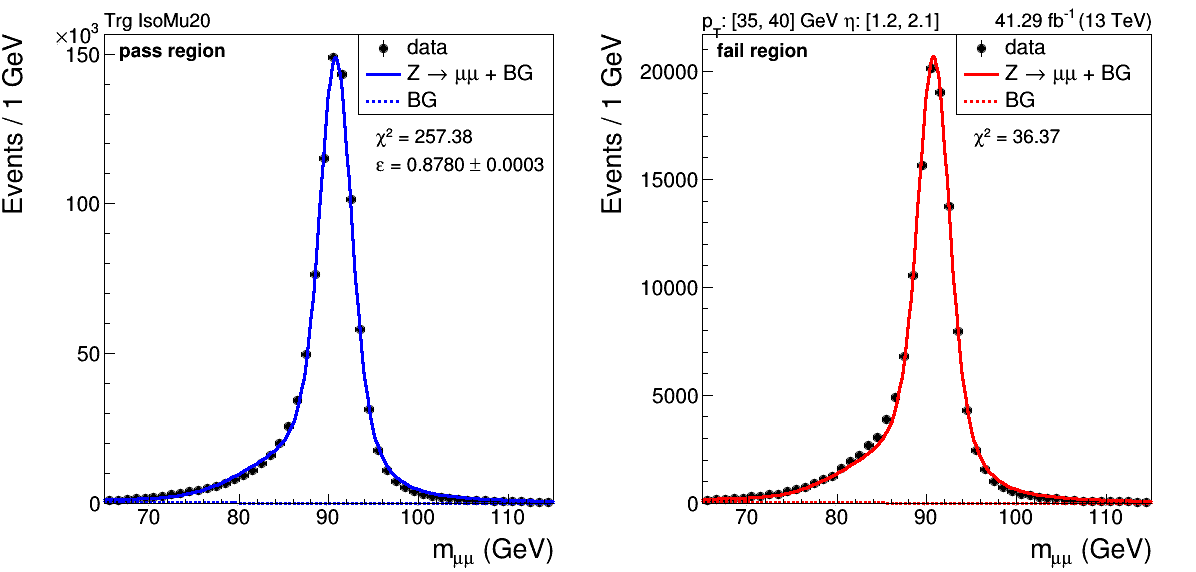 Trg IsoMu20
×10³
pass region
data
Z → μμ + BG
BG
χ² = 257.38
ε = 0.8780 ± 0.0003
Events / 1 GeV
150
100
50
0
70 80 90 100 110
m_μμ (GeV)
p_T: [35, 40] GeV η: [1.2, 2.1] 41.29 fb⁻¹ (13 TeV)
fail region
data
Z → μμ + BG
BG
χ² = 36.37
Events / 1 GeV
20000
15000
10000
5000
0
70 80 90 100 110
m_μμ (GeV)